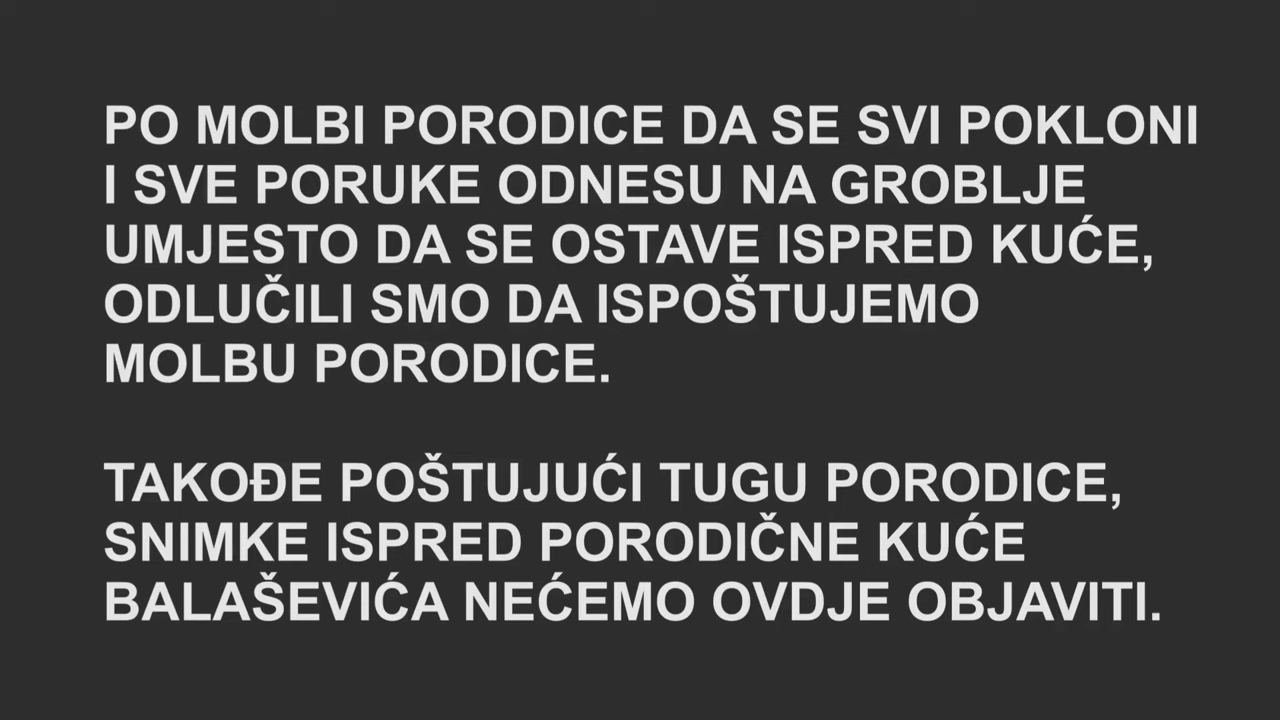 PO MOLBI PORODICE DA SE SVI POKLONI
I SVE PORUKE ODNESU NA GROBLJE
UMJESTO DA SE OSTAVE ISPRED KUĆE,
ODLUČILI SMO DA ISPOŠTUJEMO
MOLBU PORODICE.
TAKOĐE POŠTUJUĆI TUGU PORODICE,
SNIMKE ISPRED PORODIČNE KUĆE
BALAŠEVIĆA NEĆEMO OVDJE OBJAVITI.